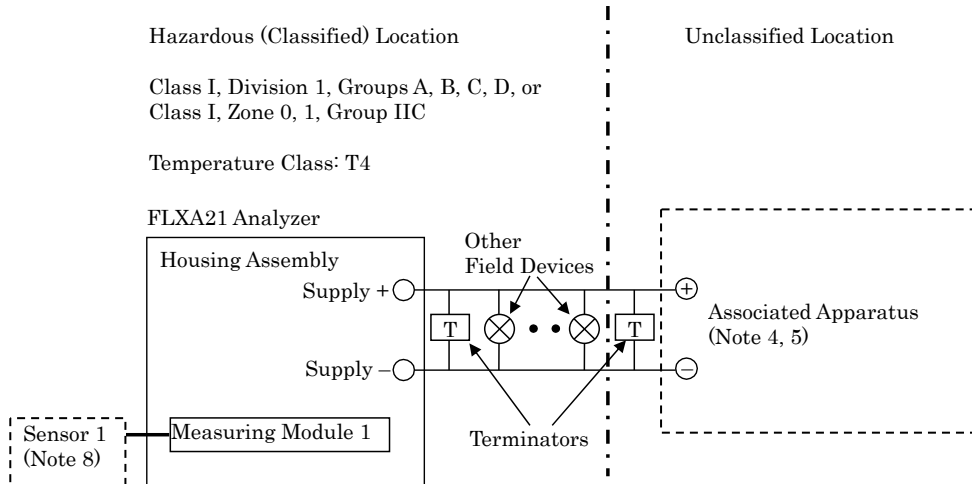 Hazardous (Classified) Location
Unclassified Location
Class I, Division 1, Groups A, B, C, D, or
Class I, Zone 0, 1, Group IIC
Temperature Class: T4
FLXA21 Analyzer
Housing Assembly
Other
Field Devices
Supply +
+
T
T
Associated Apparatus
(Note 4, 5)
Supply –
–
Sensor 1
(Note 8)
Measuring Module 1
Terminators